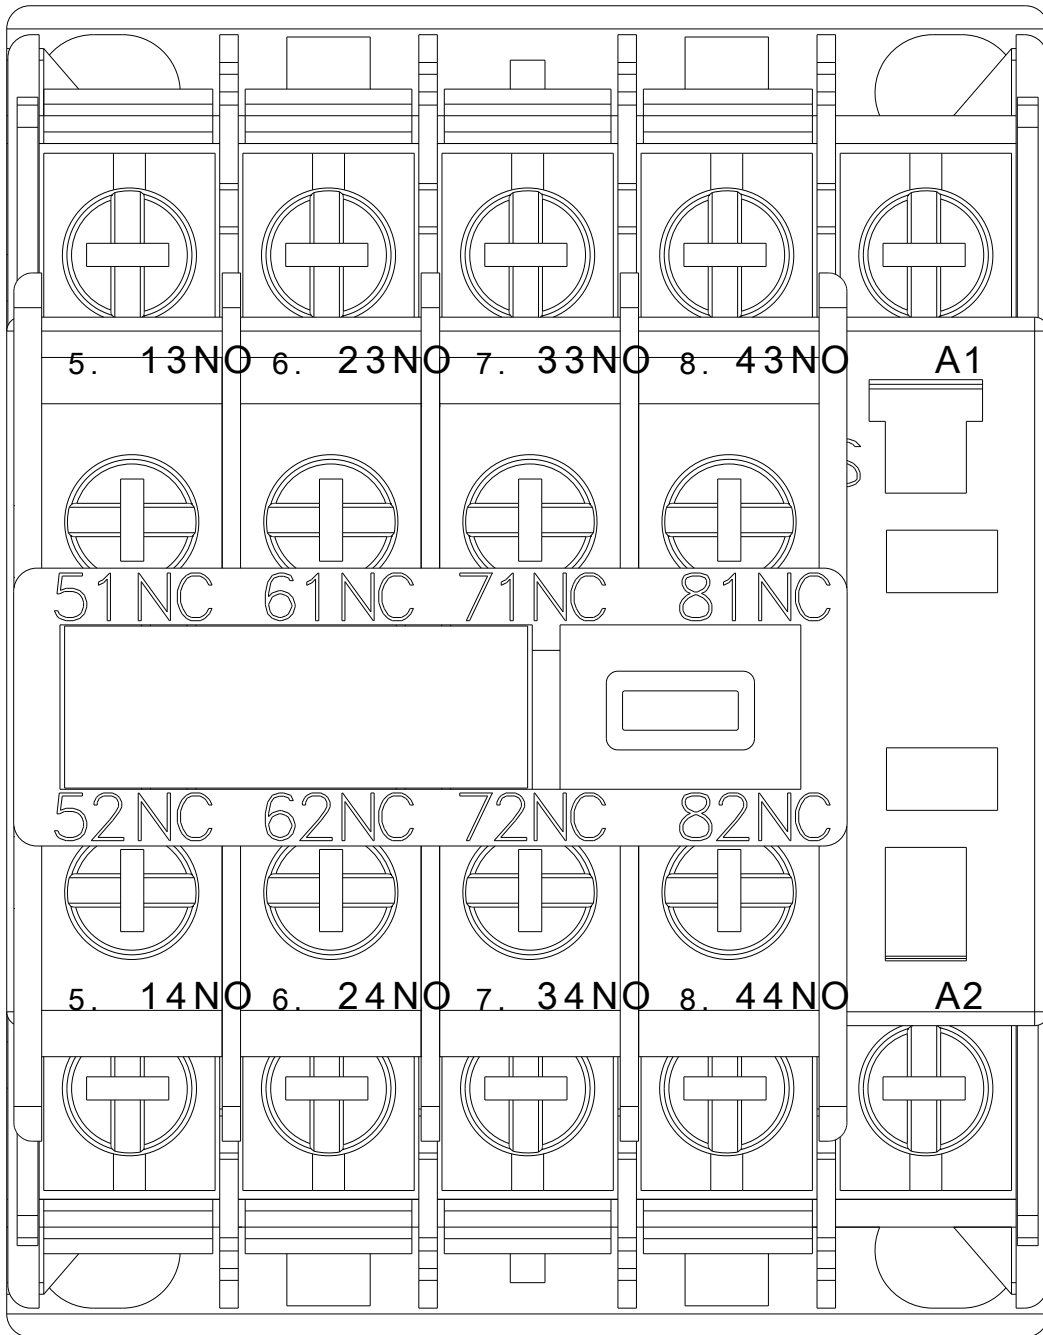 5. 13NO 6. 23NO 7. 33NO 8. 43NO A1
51NC 61NC 71NC 81NC
52NC 62NC 72NC 82NC
5. 14NO 6. 24NO 7. 34NO 8. 44NO A2